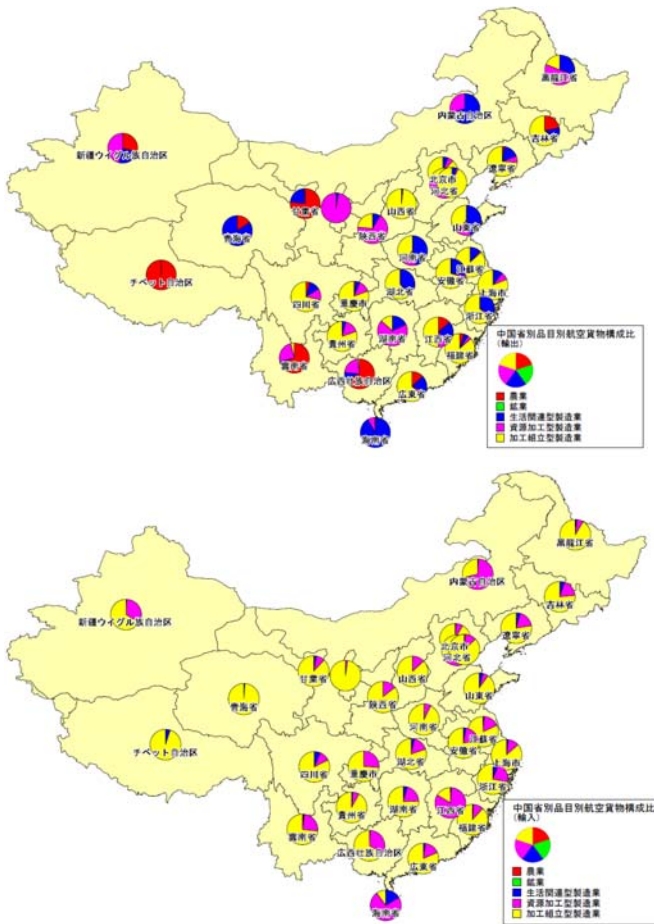 黒龍江省
内蒙古自治区
吉林省
新疆ウイグル族自治区
遼寧省
北京市
河北省
甘粛省
山西省
山東省
陝西省
青海省
河南省
江蘇省
安徽省
チベット自治区
上海市
四川省
重慶市
湖北省
浙江省
貴州省
湖南省
江西省
福建省
雲南省
広西壮族自治区
広東省
海南省
中国省別品目別航空貨物構成比
(輸出)
農業
鉱業
生活関連型製造業
資源加工型製造業
加工組立型製造業
黒龍江省
内蒙古自治区
吉林省
新疆ウイグル族自治区
遼寧省
北京市
河北省
甘粛省
山西省
山東省
青海省
陝西省
河南省
江蘇省
チベット自治区
安徽省
上海市
四川省
重慶市
湖北省
浙江省
貴州省
湖南省
江西省
福建省
雲南省
広西壮族自治区
広東省
海南省
中国省別品目別航空貨物構成比
(輸入)
農業
鉱業
生活関連型製造業
資源加工型製造業
加工組立型製造業